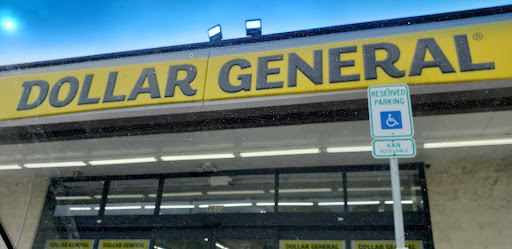 DOLLAR GENERAL®
RESERVED
PARKING
VAN
ACCESSIBLE
DOLLAR GENERAL
DOLLAR GENERAL
DOLLAR GENERAL
DOLLAR GENERAL